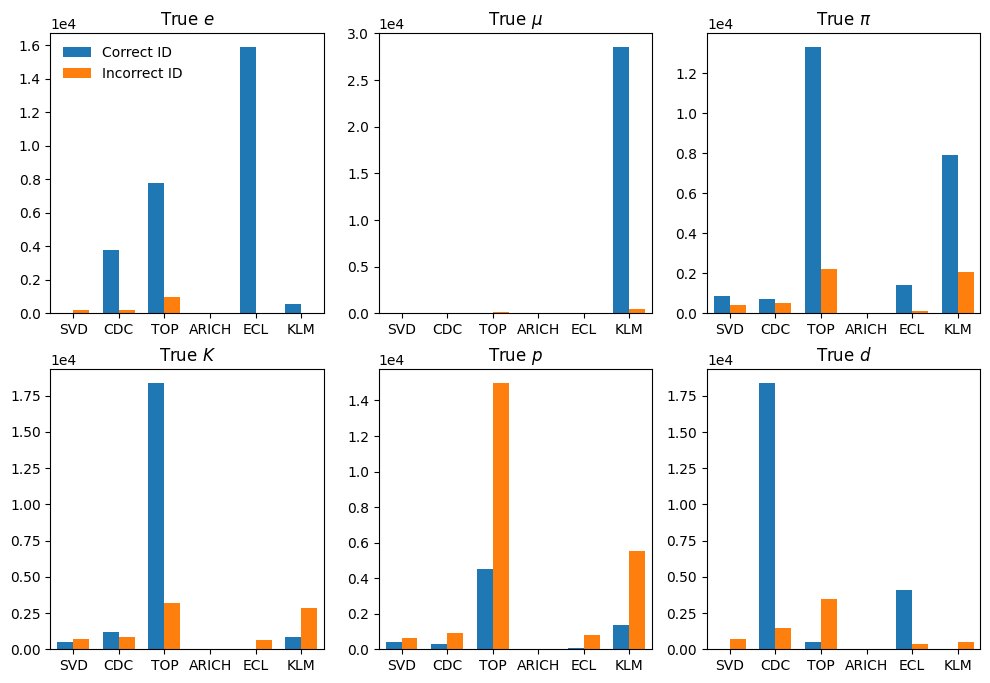 True e
1e4
1.6
1.4
1.2
1.0
0.8
0.6
0.4
0.2
0.0
Correct ID
Incorrect ID
SVD CDC TOP ARICH ECL KLM
True μ
1e4
3.0
2.5
2.0
1.5
1.0
0.5
0.0
SVD CDC TOP ARICH ECL KLM
True π
1e4
1.2
1.0
0.8
0.6
0.4
0.2
0.0
SVD CDC TOP ARICH ECL KLM
True K
1e4
1.75
1.50
1.25
1.00
0.75
0.50
0.25
0.00
SVD CDC TOP ARICH ECL KLM
True p
1e4
1.4
1.2
1.0
0.8
0.6
0.4
0.2
0.0
SVD CDC TOP ARICH ECL KLM
True d
1e4
1.75
1.50
1.25
1.00
0.75
0.50
0.25
0.00
SVD CDC TOP ARICH ECL KLM